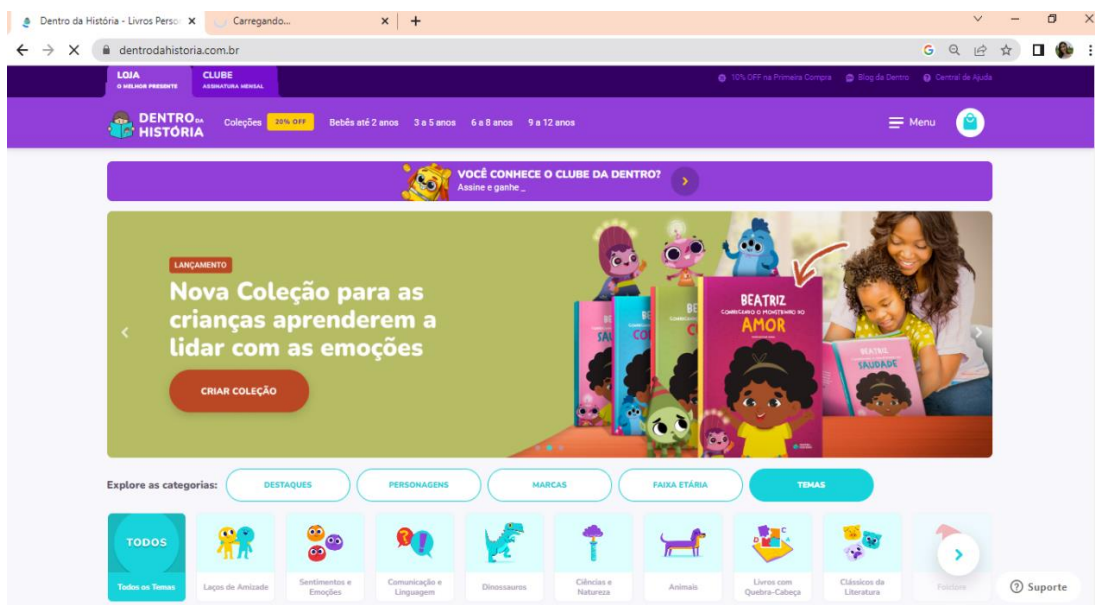 Dentro da História - Livros Perso
Carregando...
dentrodahistoria.com.br
LOJA
O MELHOR PRESENTE
CLUBE
ASSINATURA MENSAL
10% OFF na Primeira Compra
Blog da Dentro
Central de Ajuda
DENTRO DA
HISTÓRIA
Coleções
20% OFF
Bebês até 2 anos
3 a 5 anos
6 a 8 anos
9 a 12 anos
Menu
VOCÊ CONHECE O CLUBE DA DENTRO?
Assine e ganhe _
LANÇAMENTO
Nova Coleção para as
crianças aprenderem a
lidar com as emoções
CRIAR COLEÇÃO
BEATRIZ
CONHECENDO O MONSTRINHO DO
AMOR
BEATRIZ
SAUDADE
Explore as categorias:
DESTAQUES
PERSONAGENS
MARCAS
FAIXA ETÁRIA
TEMAS
TODOS
Todos os Temas
Laços de Amizade
Sentimentos e
Emoções
Comunicação e
Linguagem
Dinossauros
Ciências e
Natureza
Animais
Livros com
Quebra-Cabeça
Clássicos da
Literatura
Folclore
Suporte